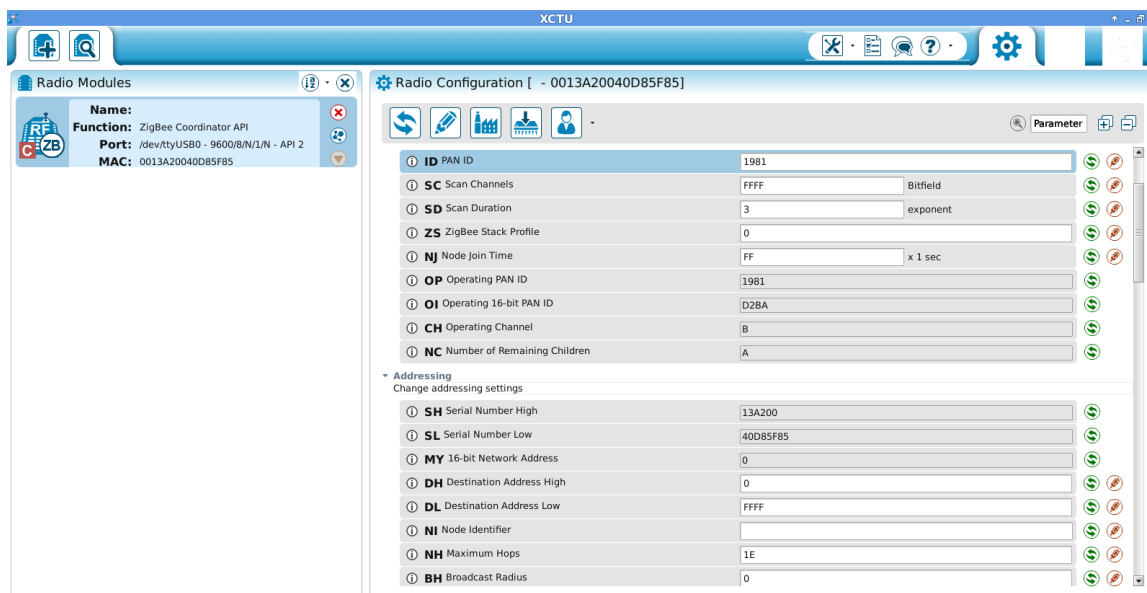 XCTU
Radio Modules
Name:
Function: ZigBee Coordinator API
Port: /dev/ttyUSB0 - 9600/8/N/1/N - API 2
MAC: 0013A20040D85F85
Radio Configuration [ - 0013A20040D85F85]
Parameter
ID PAN ID 1981
SC Scan Channels FFFF Bitfield
SD Scan Duration 3 exponent
ZS ZigBee Stack Profile 0
NJ Node Join Time FF x 1 sec
OP Operating PAN ID 1981
OI Operating 16-bit PAN ID D2BA
CH Operating Channel B
NC Number of Remaining Children A
Addressing
Change addressing settings
SH Serial Number High 13A200
SL Serial Number Low 40D85F85
MY 16-bit Network Address 0
DH Destination Address High 0
DL Destination Address Low FFFF
NI Node Identifier
NH Maximum Hops 1E
BH Broadcast Radius 0